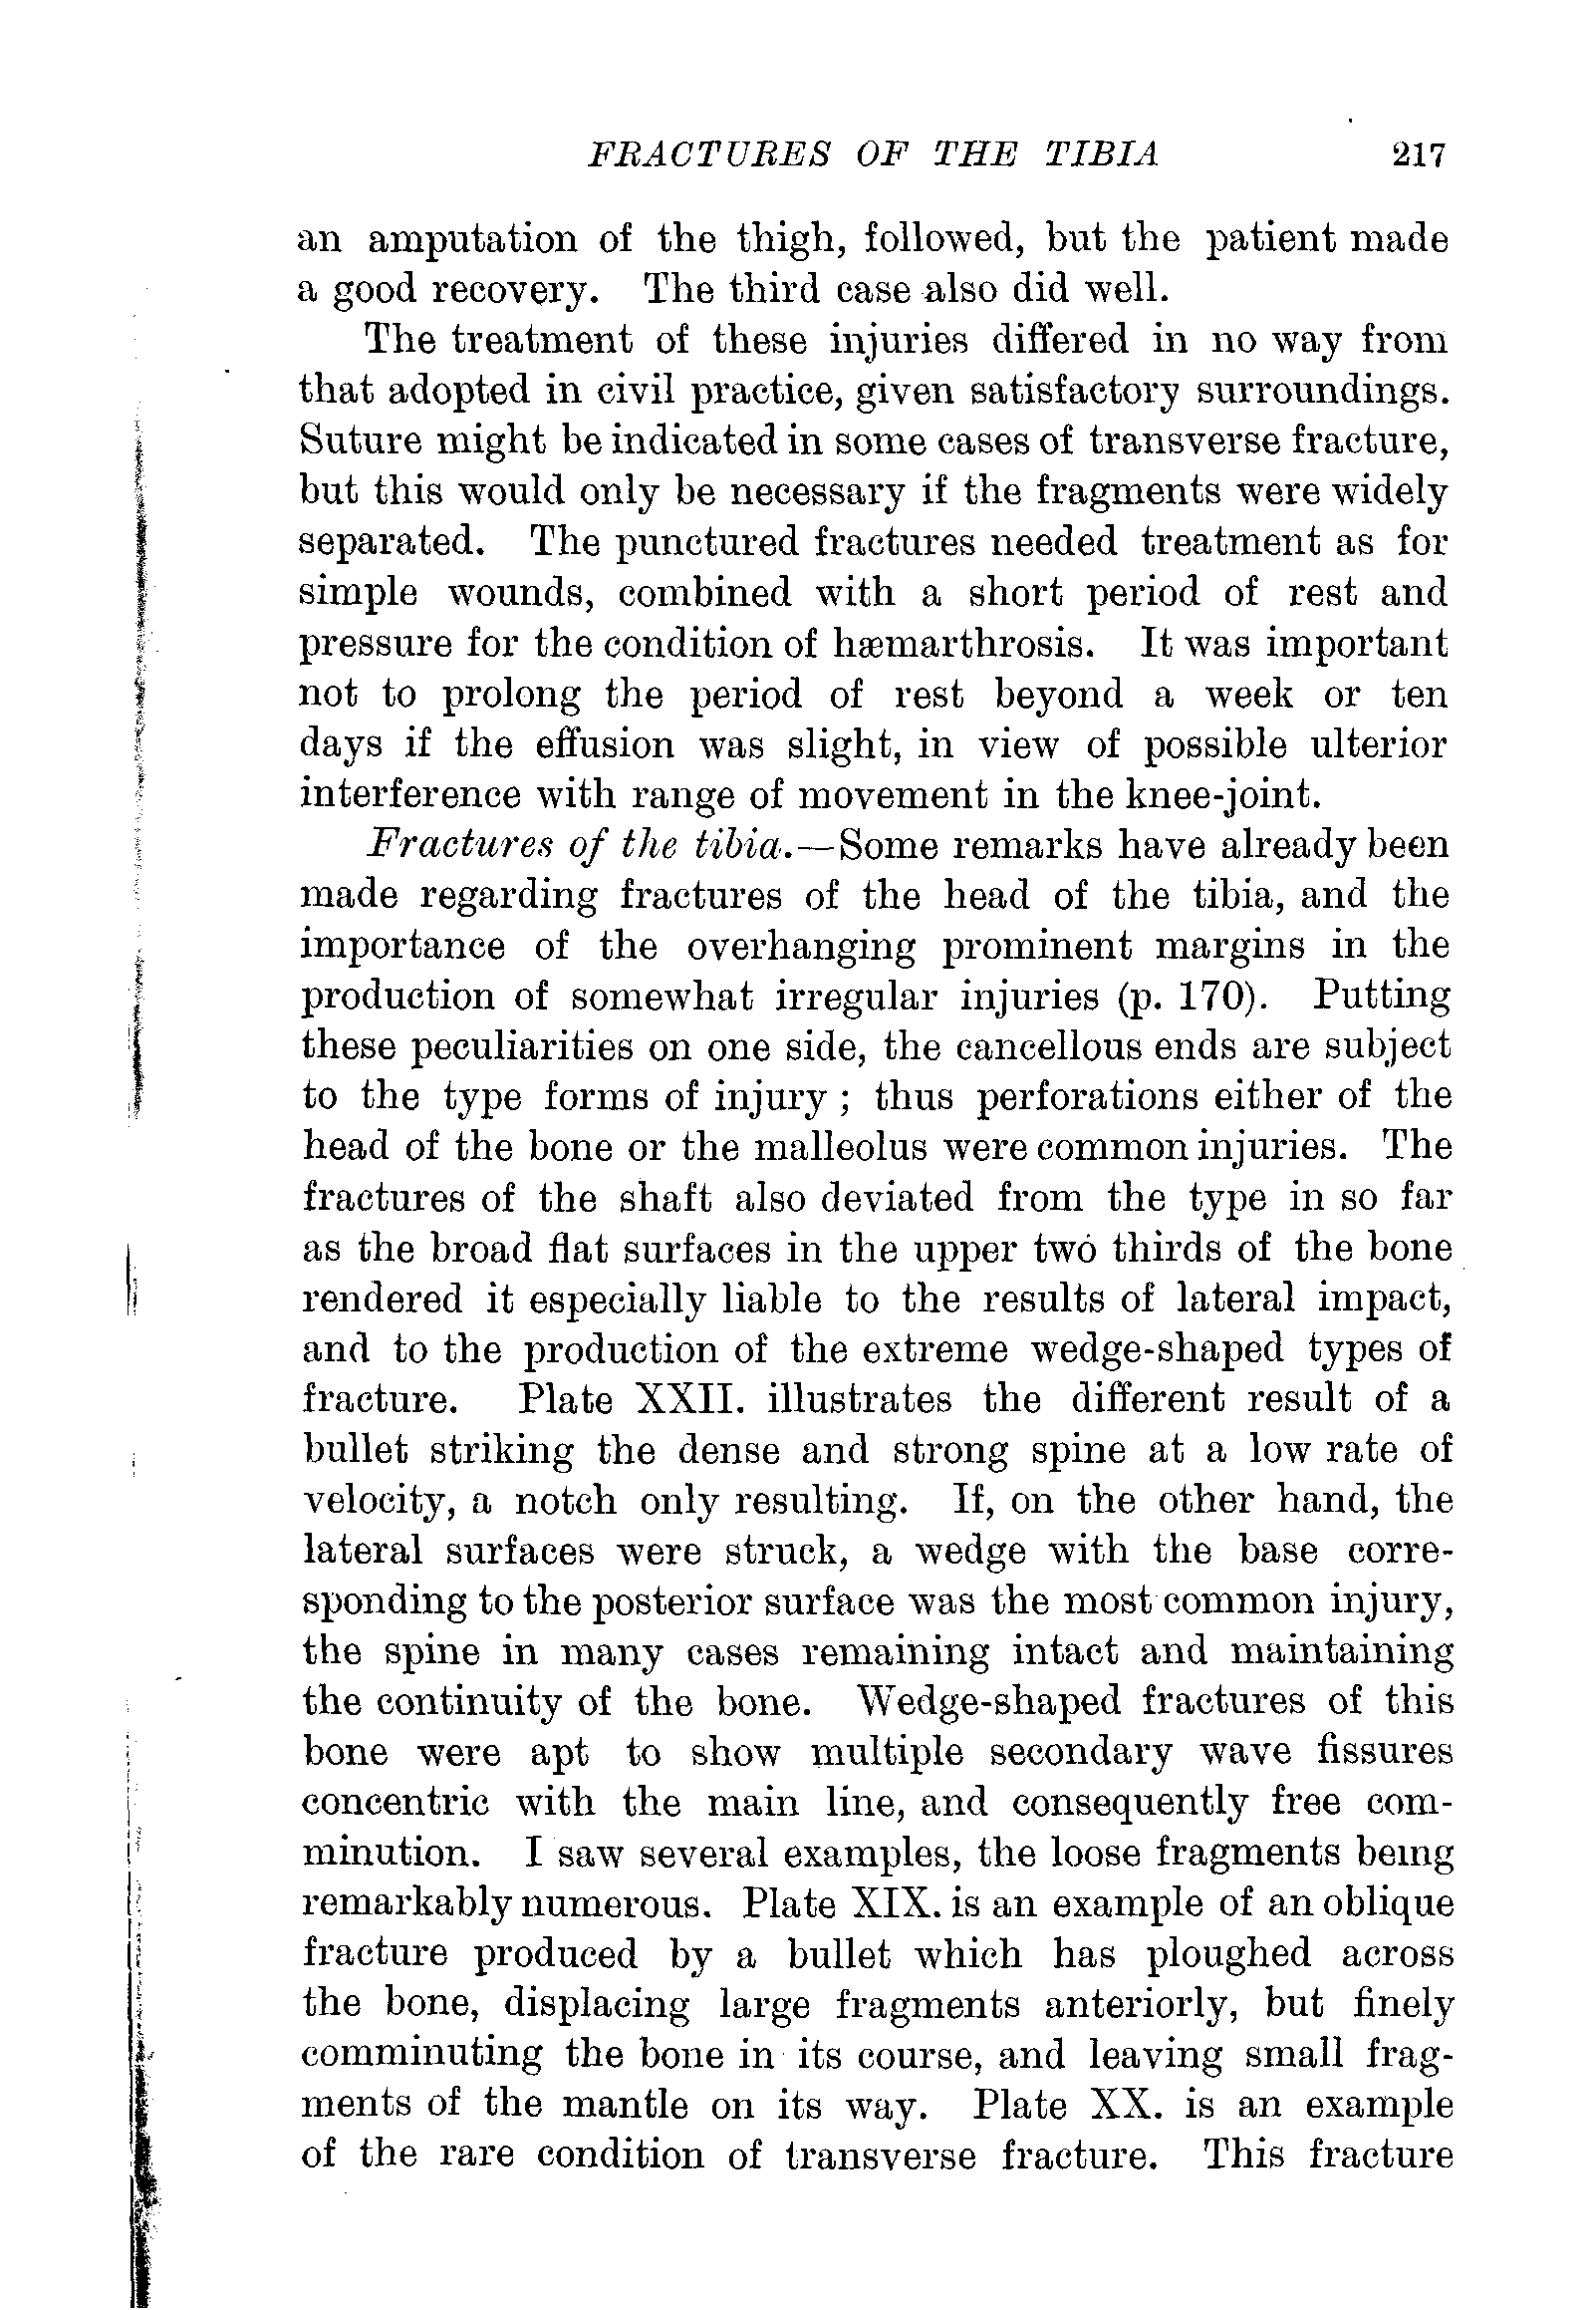 FRACTURES OF THE TIBIA 217
an amputation of the thigh, followed, but the patient made
a good recovery. The third case also did well.
The treatment of these injuries differed in no way from
that adopted in civil practice, given satisfactory surroundings.
Suture might be indicated in some cases of transverse fracture,
but this would only be necessary if the fragments were widely
separated. The punctured fractures needed treatment as for
simple wounds, combined with a short period of rest and
pressure for the condition of hæmarthrosis. It was important
not to prolong the period of rest beyond a week or ten
days if the effusion was slight, in view of possible ulterior
interference with range of movement in the knee-joint.
Fractures of the tibia.—Some remarks have already been
made regarding fractures of the head of the tibia, and the
importance of the overhanging prominent margins in the
production of somewhat irregular injuries (p. 170). Putting
these peculiarities on one side, the cancellous ends are subject
to the type forms of injury; thus perforations either of the
head of the bone or the malleolus were common injuries. The
fractures of the shaft also deviated from the type in so far
as the broad flat surfaces in the upper two thirds of the bone
rendered it especially liable to the results of lateral impact,
and to the production of the extreme wedge-shaped types of
fracture. Plate XXII. illustrates the different result of a
bullet striking the dense and strong spine at a low rate of
velocity, a notch only resulting. If, on the other hand, the
lateral surfaces were struck, a wedge with the base corre-
sponding to the posterior surface was the most common injury,
the spine in many cases remaining intact and maintaining
the continuity of the bone. Wedge-shaped fractures of this
bone were apt to show multiple secondary wave fissures
concentric with the main line, and consequently free com-
minution. I saw several examples, the loose fragments being
remarkably numerous. Plate XIX. is an example of an oblique
fracture produced by a bullet which has ploughed across
the bone, displacing large fragments anteriorly, but finely
comminuting the bone in its course, and leaving small frag-
ments of the mantle on its way. Plate XX. is an example
of the rare condition of transverse fracture. This fracture